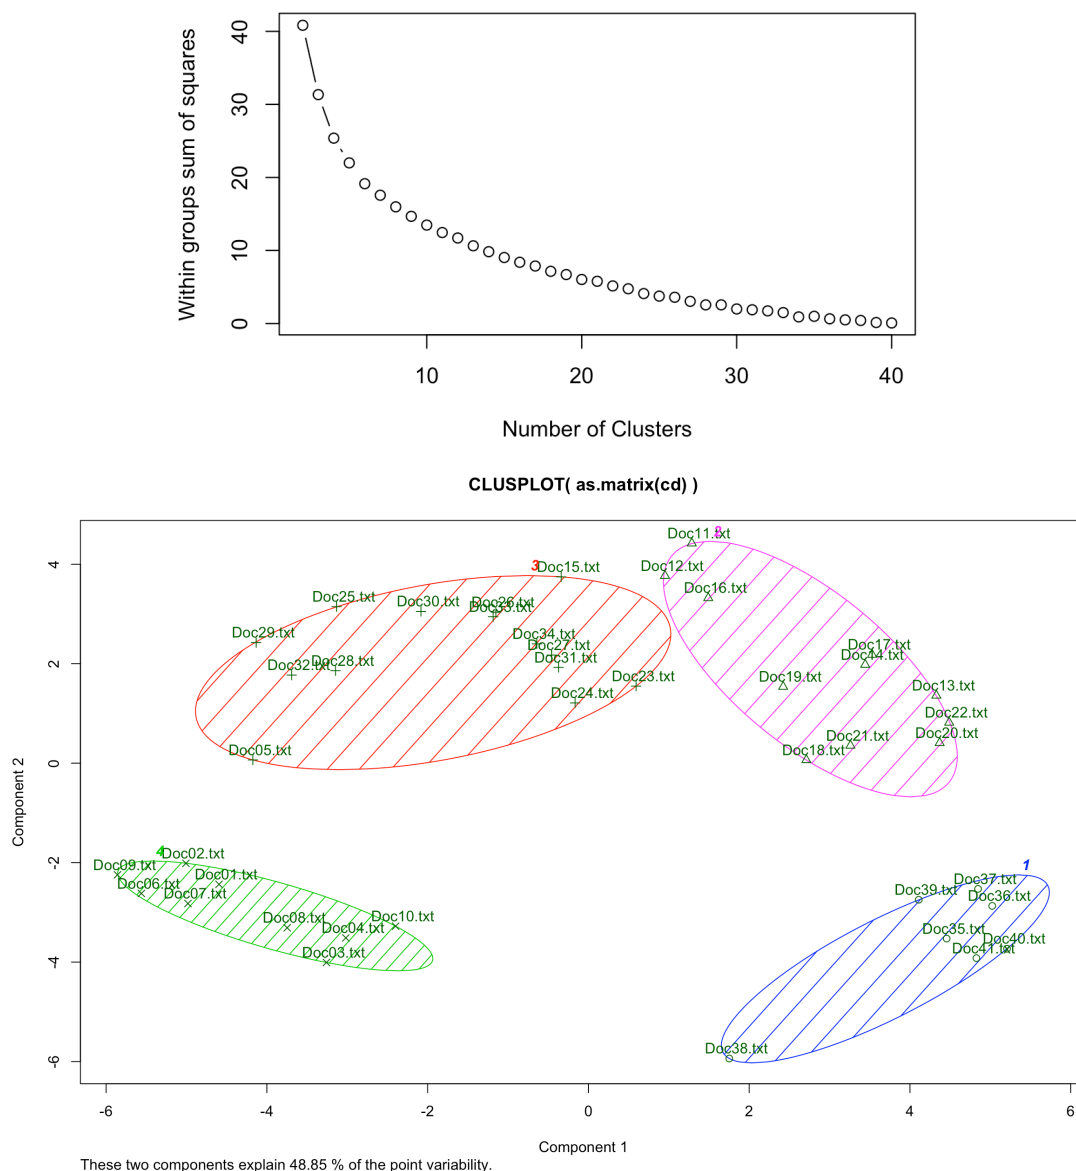 Within groups sum of squares
40
30
20
10
0
10 20 30 40
Number of Clusters
CLUSPLOT( as.matrix(cd) )
Component 2
4
2
0
-2
-4
-6
2
Doc11.txt
3
Doc15.txt
Doc12.txt
Doc16.txt
Doc25.txt
Doc30.txt
Doc26.txt
Doc33.txt
Doc29.txt
Doc34.txt
Doc27.txt
Doc17.txt
Doc32.txt
Doc28.txt
Doc31.txt
Doc14.txt
Doc23.txt
Doc19.txt
Doc13.txt
Doc24.txt
Doc22.txt
Doc20.txt
Doc05.txt
Doc18.txt
Doc21.txt
4
Doc02.txt
Doc09.txt
Doc01.txt
1
Doc06.txt
Doc07.txt
Doc37.txt
Doc39.txt
Doc36.txt
Doc08.txt
Doc10.txt
Doc04.txt
Doc35.txt
Doc03.txt
Doc40.txt
Doc41.txt
Doc38.txt
-6 -4 -2 0 2 4 6
Component 1
These two components explain 48.85 % of the point variability.